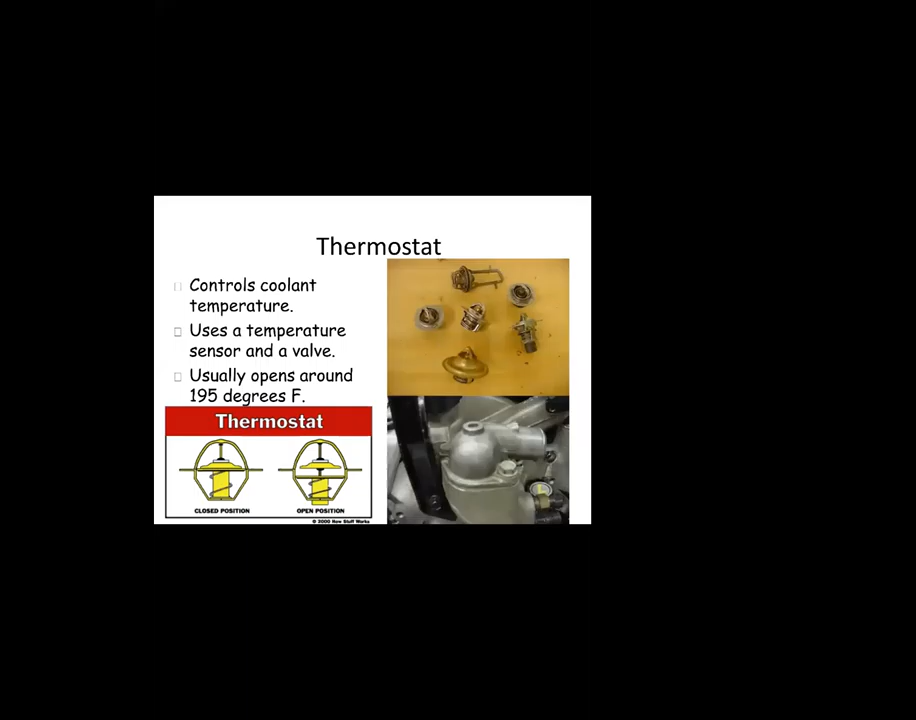 Thermostat
Controls coolant
temperature.
Uses a temperature
sensor and a valve.
Usually opens around
195 degrees F.
Thermostat
CLOSED POSITION
OPEN POSITION
© 2000 How Stuff Works